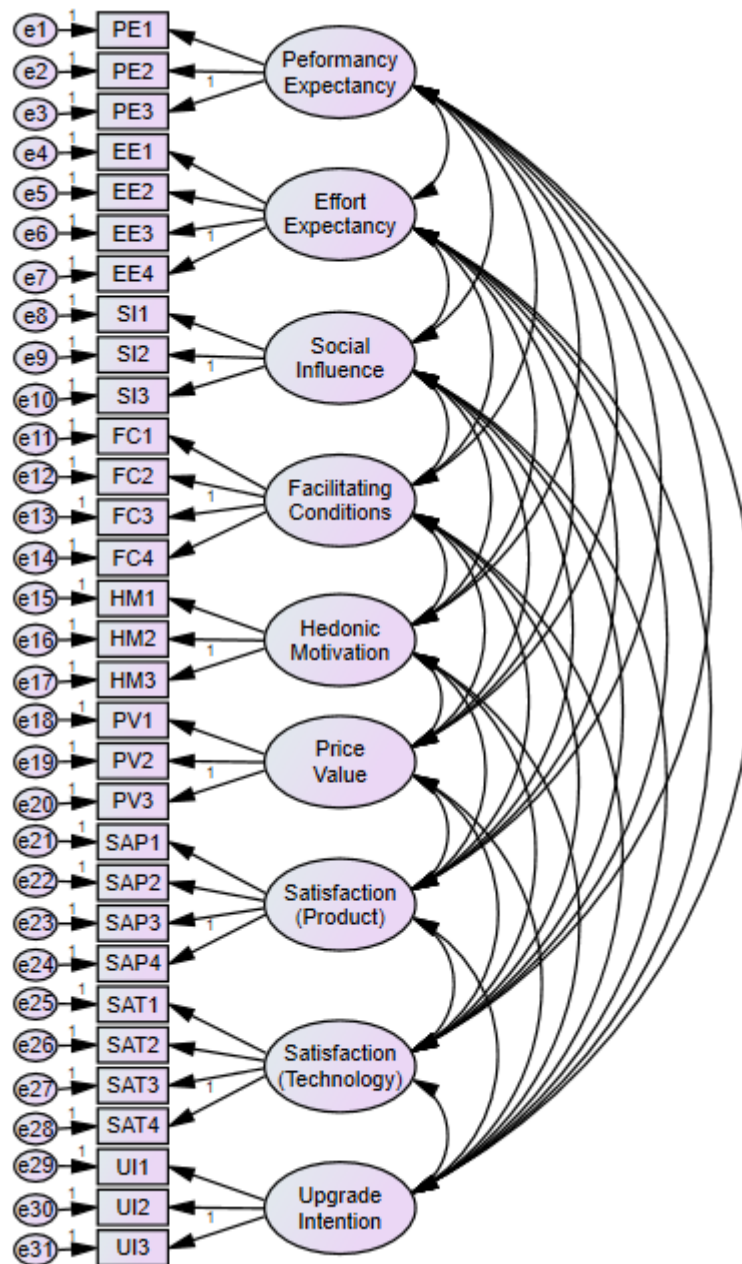 e1 1 PE1
Peformancy
Expectancy
e2 1 PE2
1
e3 1 PE3
e4 1 EE1
e5 1 EE2
Effort
Expectancy
e6 1 EE3
1
e7 1 EE4
e8 1 SI1
e9 1 SI2
Social
Influence
1
e10 1 SI3
e11 1 FC1
e12 1 FC2
Facilitating
Conditions
1
e13 1 FC3
e14 1 FC4
e15 1 HM1
e16 1 HM2
Hedonic
Motivation
1
e17 1 HM3
e18 1 PV1
e19 1 PV2
Price
Value
1
e20 1 PV3
e21 1 SAP1
e22 1 SAP2
Satisfaction
(Product)
e23 1 SAP3
1
e24 1 SAP4
e25 1 SAT1
e26 1 SAT2
Satisfaction
(Technology)
e27 1 SAT3
1
e28 1 SAT4
e29 1 UI1
e30 1 UI2
Upgrade
Intention
1
e31 1 UI3